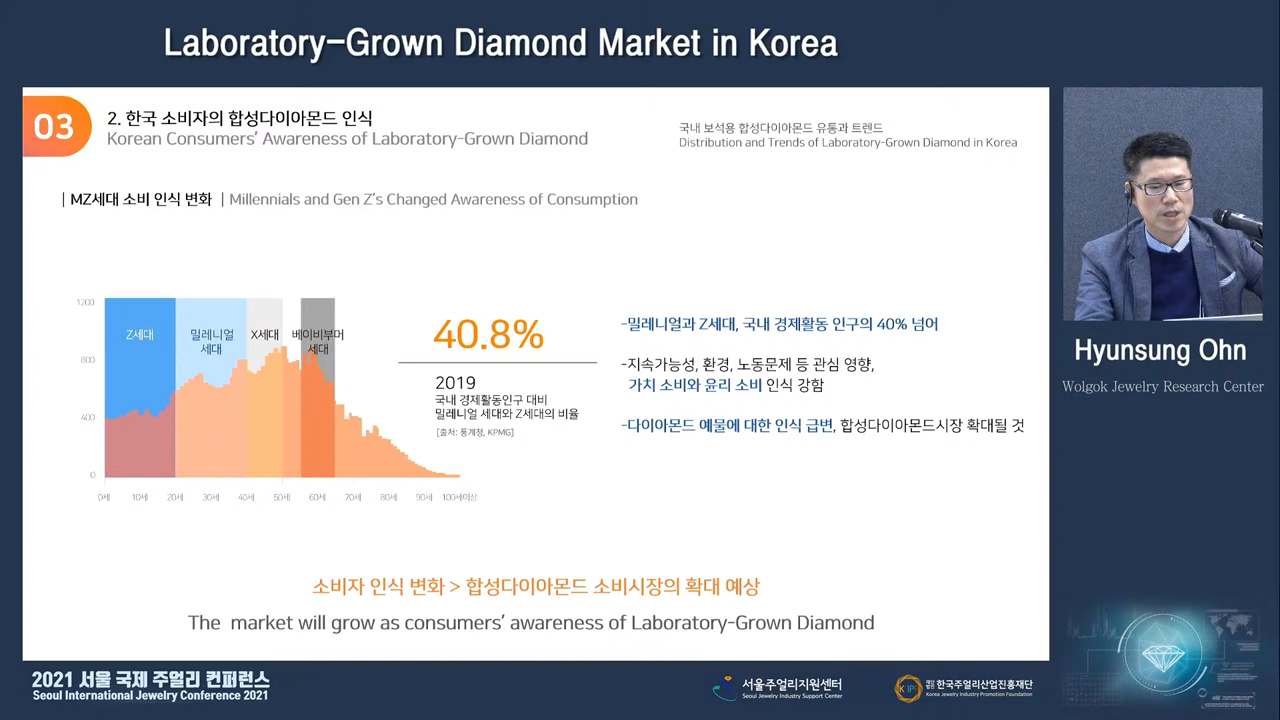 Laboratory-Grown Diamond Market in Korea
03
2. 한국 소비자의 합성다이아몬드 인식
Korean Consumers' Awareness of Laboratory-Grown Diamond
국내 보석용 합성다이아몬드 유통과 트렌드
Distribution and Trends of Laboratory-Grown Diamond in Korea
| MZ세대 소비 인식 변화 | Millennials and Gen Z's Changed Awareness of Consumption
1200
800
400
0
Z세대
밀레니얼
세대
X세대
베이비부머
세대
0세 10세 20세 30세 40세 50세 60세 70세 80세 90세 100세이상
40.8%
2019
국내 경제활동인구 대비
밀레니얼 세대와 Z세대의 비율
[출처: 통계청, KPMG]
-밀레니얼과 Z세대, 국내 경제활동 인구의 40% 넘어
-지속가능성, 환경, 노동문제 등 관심 영향,
가치 소비와 윤리 소비 인식 강함
-다이아몬드 예물에 대한 인식 급변, 합성다이아몬드시장 확대될 것
소비자 인식 변화 > 합성다이아몬드 소비시장의 확대 예상
The market will grow as consumers' awareness of Laboratory-Grown Diamond
Hyunsung Ohn
Wolgok Jewelry Research Center
2021 서울 국제 주얼리 컨퍼런스
Seoul International Jewelry Conference 2021
서울주얼리지원센터
Seoul Jewelry Industry Support Center
KJPF
재단법인 한국주얼리산업진흥재단
Korea Jewelry Industry Promotion Foundation